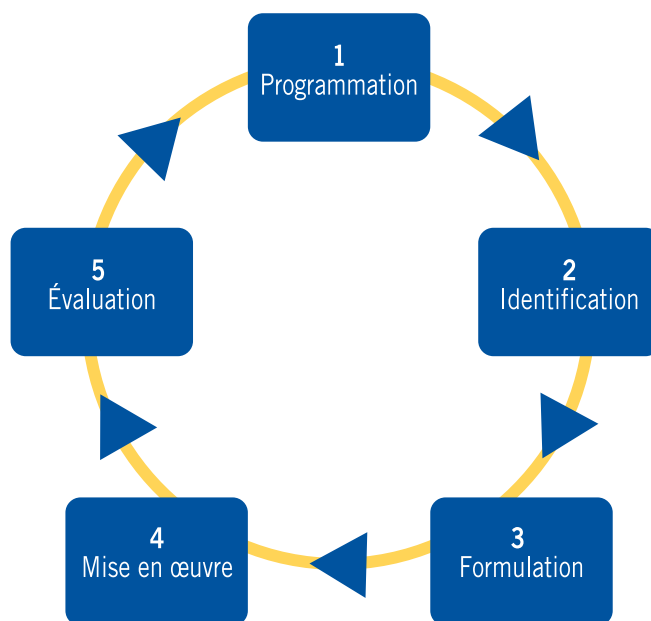 1
Programmation
2
Identification
3
Formulation
4
Mise en œuvre
5
Évaluation